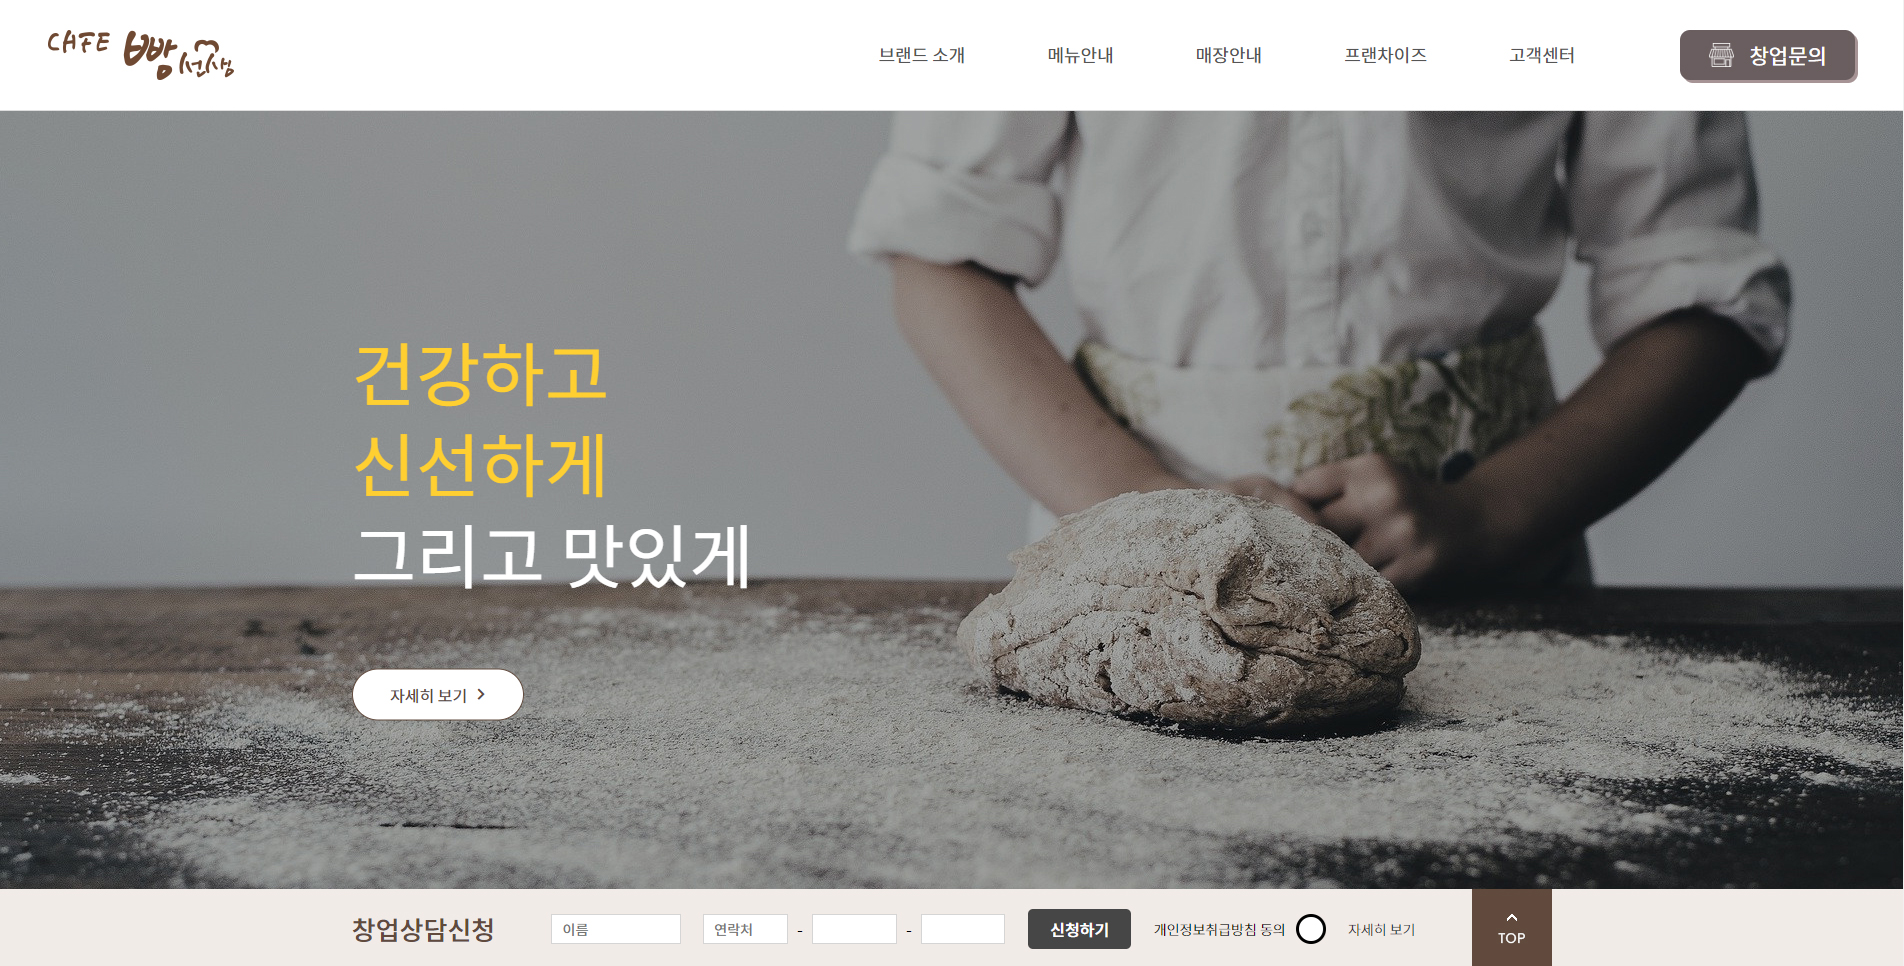 CAFE 빵선생
브랜드 소개 메뉴안내 매장안내 프랜차이즈 고객센터 창업문의
건강하고
신선하게
그리고 맛있게
자세히 보기
창업상담신청 이름 연락처 - - 신청하기 개인정보취급방침 동의 자세히 보기 TOP